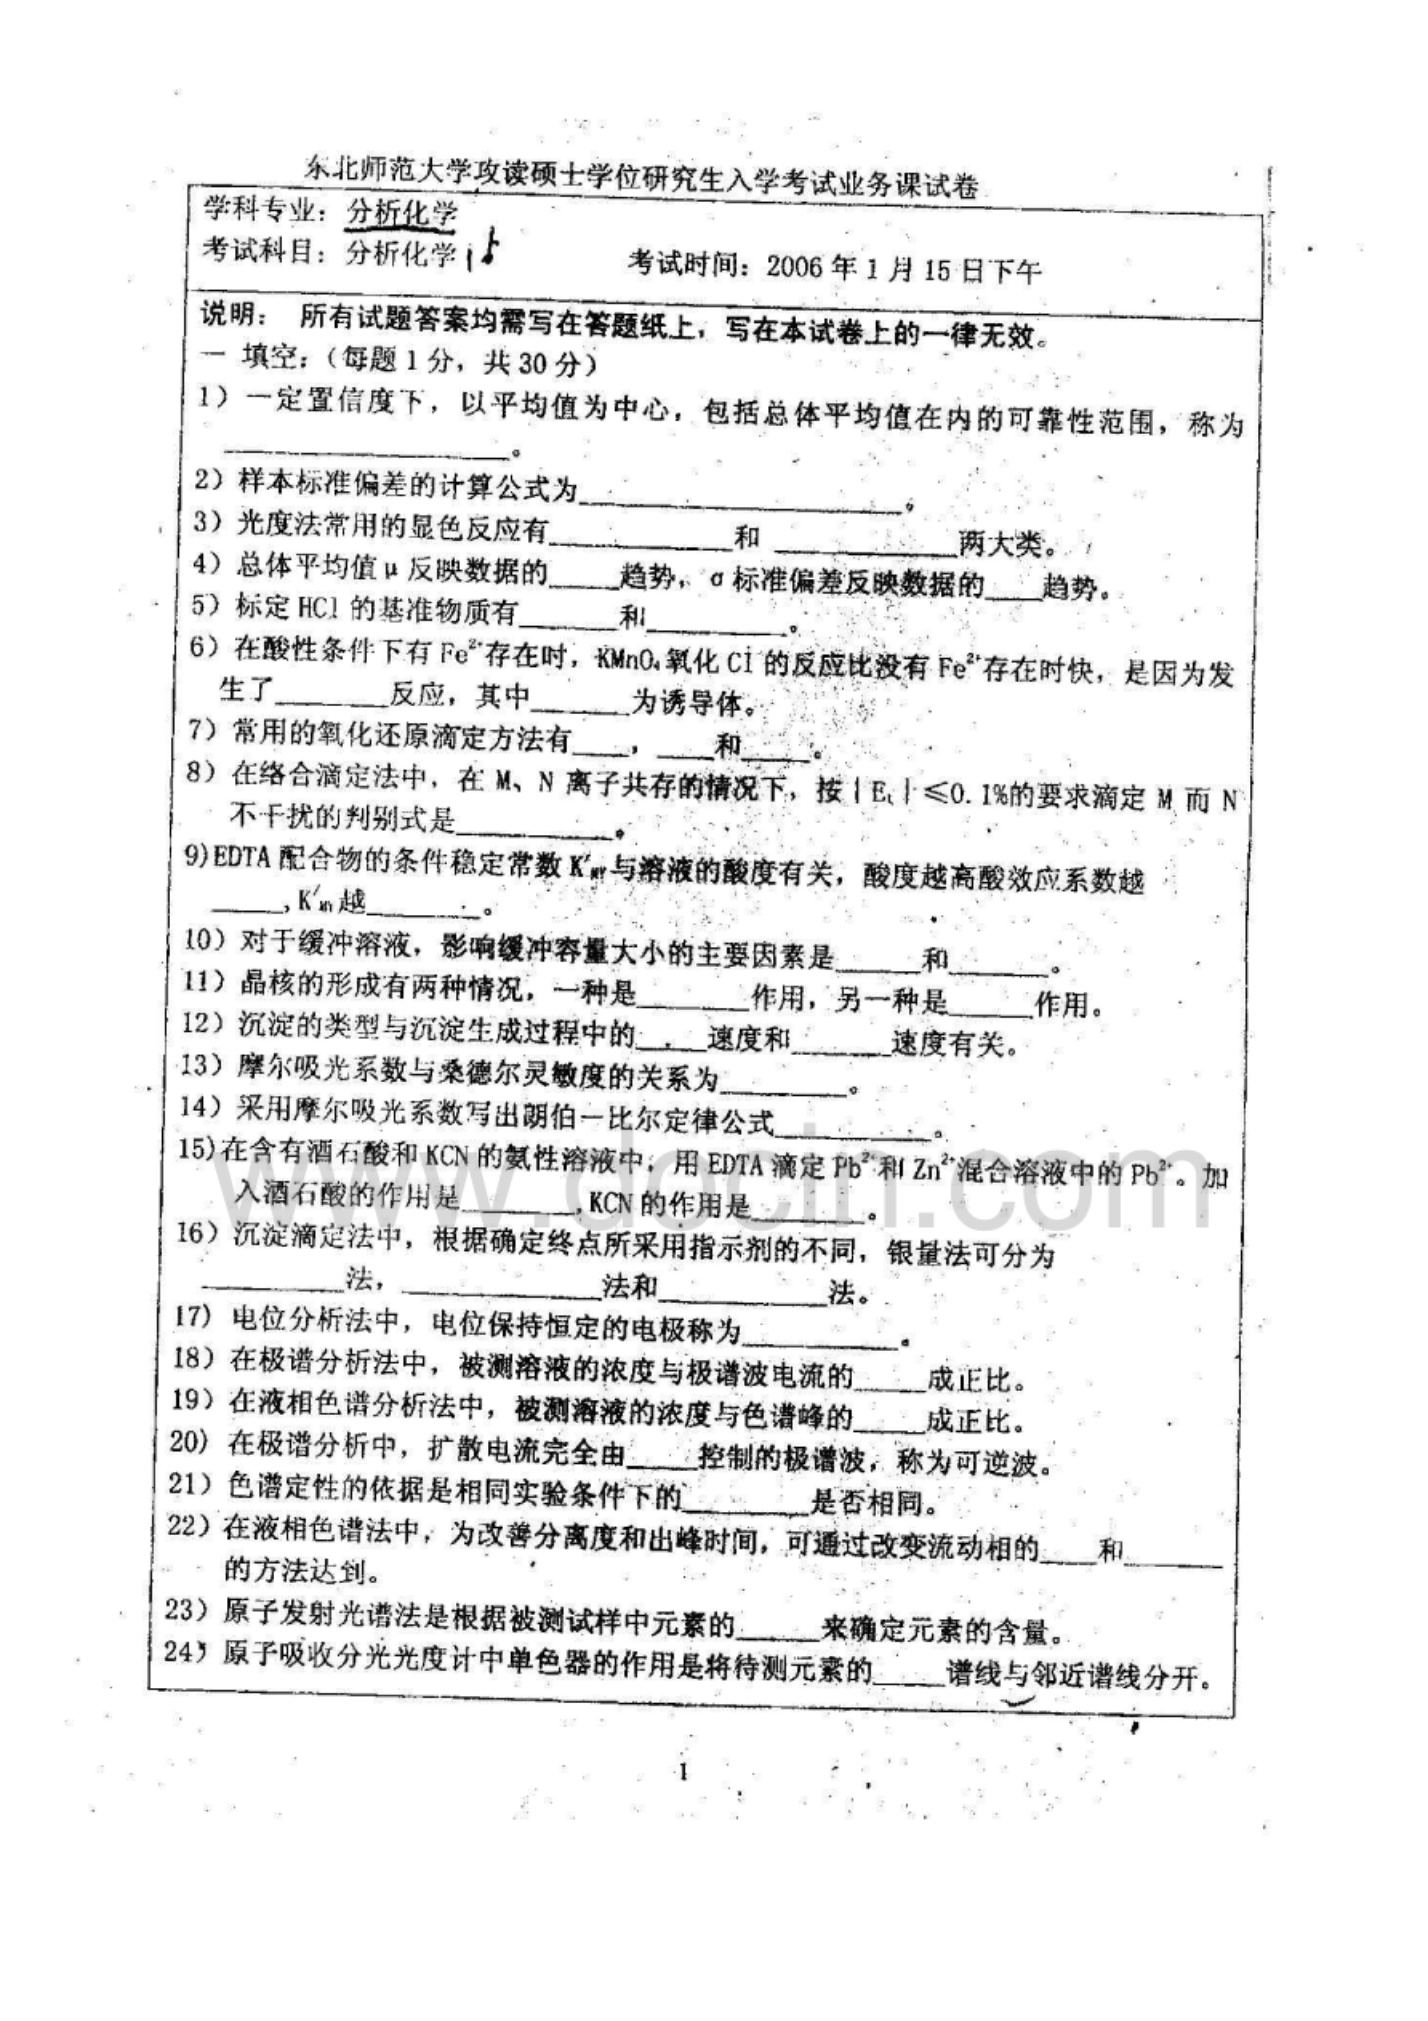 东北师范大学攻读硕士学位研究生入学考试业务课试卷
学科专业：分析化学
考试科目：分析化学 考试时间：2006年1月15日下午
说明： 所有试题答案均需写在答题纸上，写在本试卷上的一律无效。
一 填空：（每题1分，共30分）
1）一定置信度下，以平均值为中心，包括总体平均值在内的可靠性范围，称为
____________________。
2）样本标准偏差的计算公式为____________________。
3）光度法常用的显色反应有____________和 ____________两大类。
4）总体平均值μ反映数据的_____趋势，σ标准偏差反映数据的____趋势。
5）标定HCl的基准物质有_______和__________。
6）在酸性条件下有Fe²⁺存在时，KMnO₄氧化Cl⁻的反应比没有Fe²⁺存在时快，是因为发
生了________反应，其中_______为诱导体。
7）常用的氧化还原滴定方法有____，____和_____。
8）在络合滴定法中，在M、N离子共存的情况下，按｜Eₜ｜≤0.1%的要求滴定M而N
不干扰的判别式是___________。
9)EDTA配合物的条件稳定常数K′MY与溶液的酸度有关，酸度越高酸效应系数越
_____,K′MY越________。
10）对于缓冲溶液，影响缓冲容量大小的主要因素是______和_______。
11）晶核的形成有两种情况，一种是________作用，另一种是______作用。
12）沉淀的类型与沉淀生成过程中的_____速度和_______速度有关。
13）摩尔吸光系数与桑德尔灵敏度的关系为_________。
14）采用摩尔吸光系数写出朗伯－比尔定律公式___________。
15)在含有酒石酸和KCN的氨性溶液中，用EDTA滴定Pb²⁺和Zn²⁺混合溶液中的Pb²⁺。加
入酒石酸的作用是________,KCN的作用是________。
16）沉淀滴定法中，根据确定终点所采用指示剂的不同，银量法可分为
__________法，______________法和____________法。
17) 电位分析法中，电位保持恒定的电极称为___________。
18）在极谱分析法中，被测溶液的浓度与极谱波电流的_____成正比。
19）在液相色谱分析法中，被测溶液的浓度与色谱峰的_____成正比。
20) 在极谱分析中，扩散电流完全由_____控制的极谱波，称为可逆波。
21）色谱定性的依据是相同实验条件下的_________是否相同。
22）在液相色谱法中，为改善分离度和出峰时间，可通过改变流动相的____和_______
的方法达到。
23）原子发射光谱法是根据被测试样中元素的______来确定元素的含量。
24）原子吸收分光光度计中单色器的作用是将待测元素的_____谱线与邻近谱线分开。
1
www.docin.com